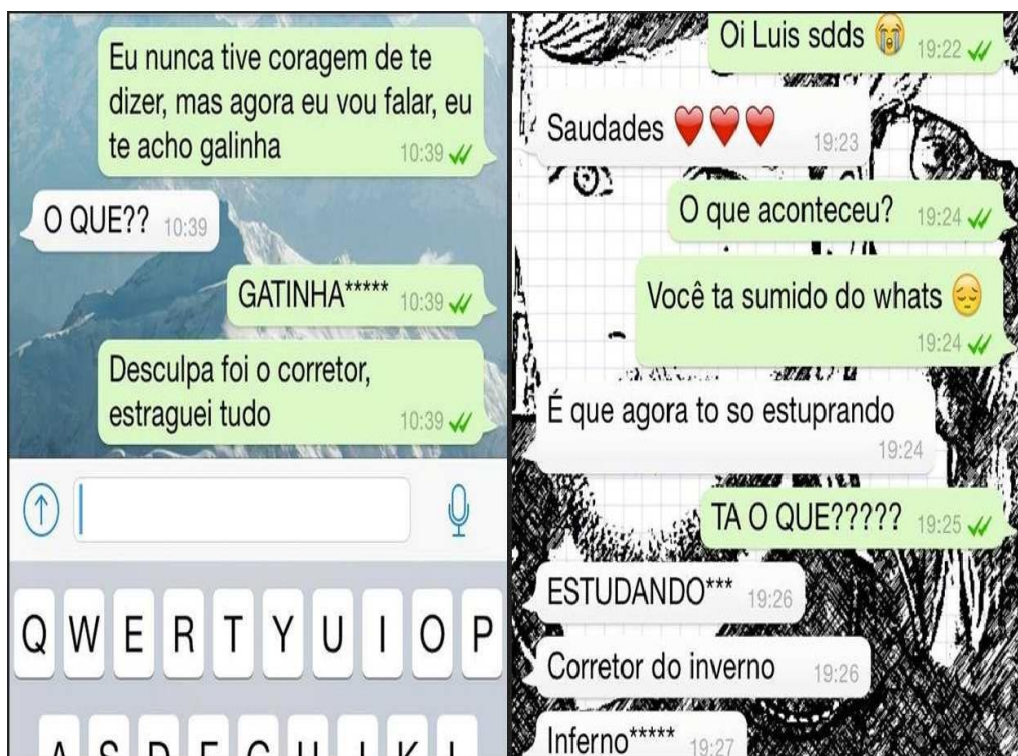 Eu nunca tive coragem de te
dizer, mas agora eu vou falar, eu
te acho galinha
10:39
O QUE?? 10:39
GATINHA***** 10:39
Desculpa foi o corretor,
estraguei tudo 10:39
Q W E R T Y U I O P
A S D F G H J K L
Oi Luis sdds 😭 19:22
Saudades ❤️❤️❤️ 19:23
O que aconteceu? 19:24
Você ta sumido do whats 😔
19:24
É que agora to so estuprando
19:24
TA O QUE????? 19:25
ESTUDANDO*** 19:26
Corretor do inverno 19:26
Inferno***** 19:27